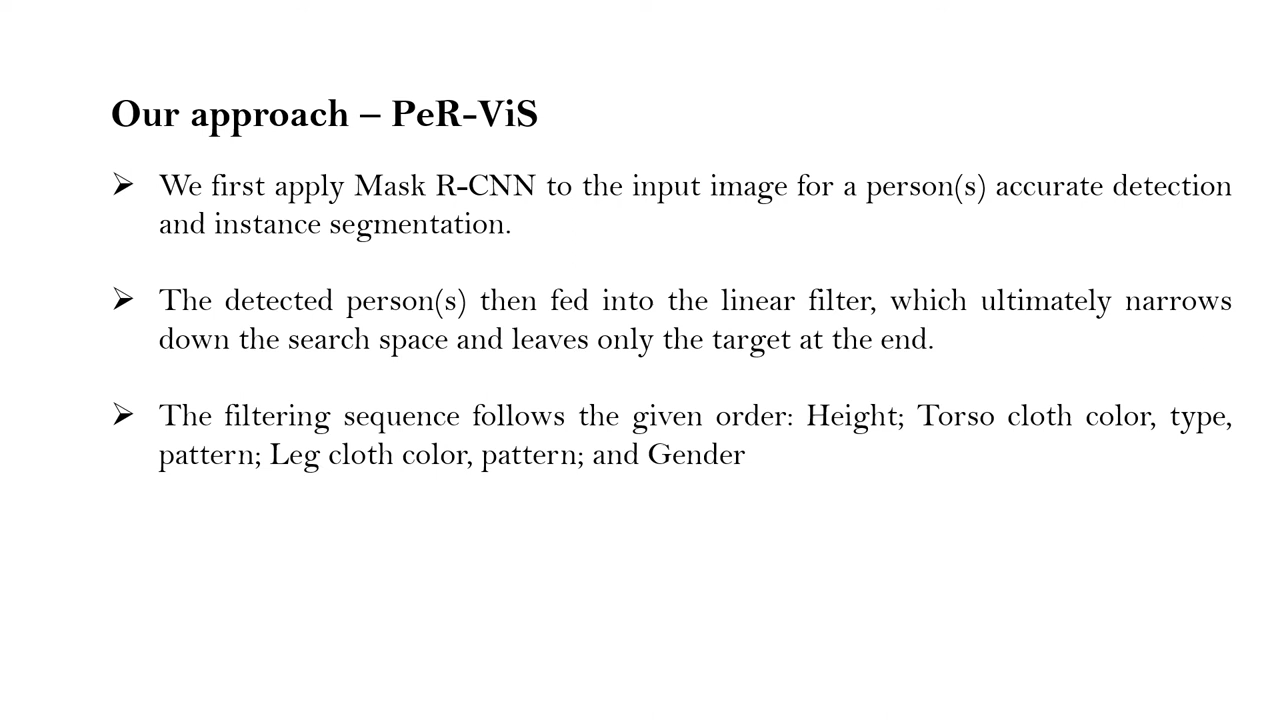 Our approach – PeR-ViS
➢ We first apply Mask R-CNN to the input image for a person(s) accurate detection
and instance segmentation.
➢ The detected person(s) then fed into the linear filter, which ultimately narrows
down the search space and leaves only the target at the end.
➢ The filtering sequence follows the given order: Height; Torso cloth color, type,
pattern; Leg cloth color, pattern; and Gender